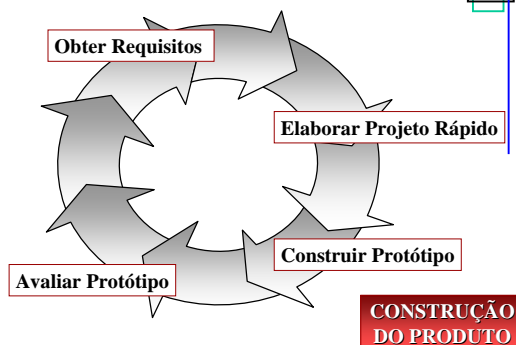 Obter Requisitos
Elaborar Projeto Rápido
Construir Protótipo
Avaliar Protótipo
CONSTRUÇÃO
DO PRODUTO